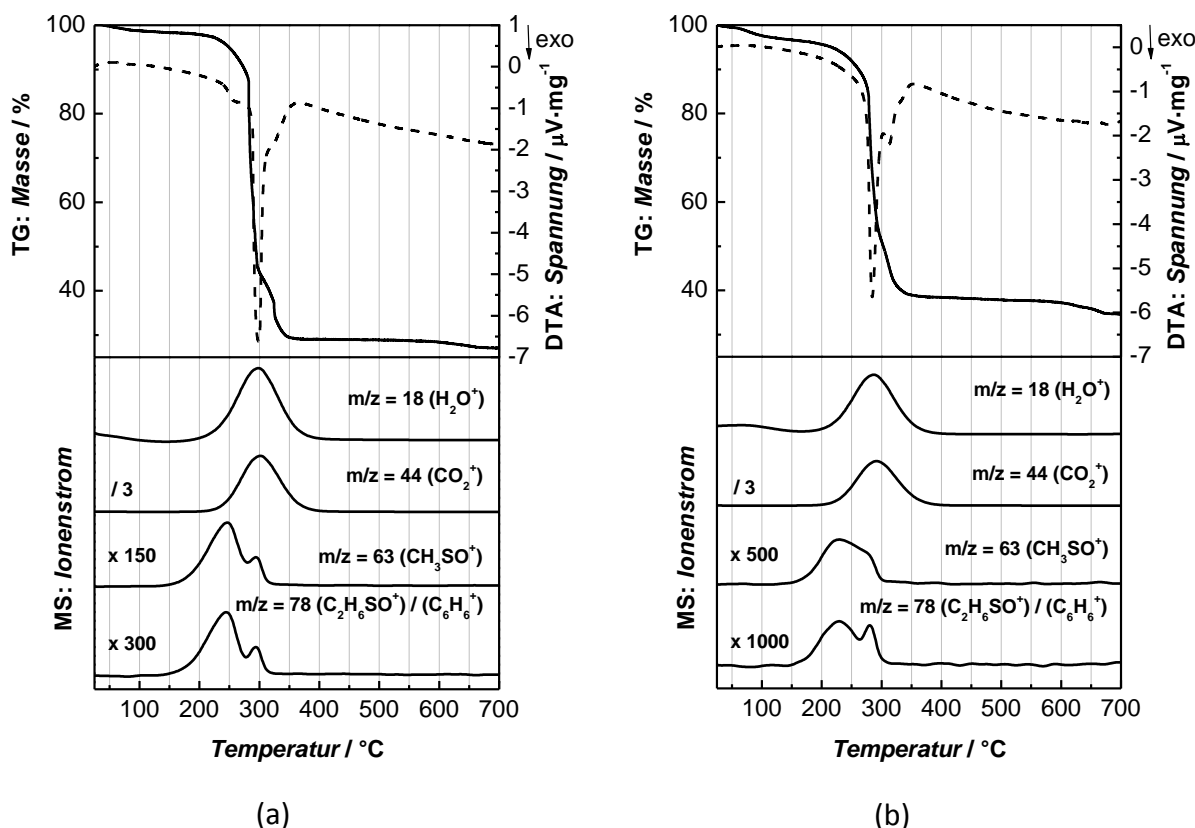 100
80
60
40
TG: Masse / %
1
0
-1
-2
-3
-4
-5
-6
-7
exo
DTA: Spannung / µV·mg⁻¹
m/z = 18 (H₂O⁺)
m/z = 44 (CO₂⁺)
/ 3
x 150
m/z = 63 (CH₃SO⁺)
m/z = 78 (C₂H₆SO⁺) / (C₆H₆⁺)
x 300
MS: Ionenstrom
100 200 300 400 500 600 700
Temperatur / °C
(a)
100
80
60
40
TG: Masse / %
0
-1
-2
-3
-4
-5
-6
-7
exo
DTA: Spannung / µV·mg⁻¹
m/z = 18 (H₂O⁺)
m/z = 44 (CO₂⁺)
/ 3
x 500
m/z = 63 (CH₃SO⁺)
m/z = 78 (C₂H₆SO⁺) / (C₆H₆⁺)
x 1000
MS: Ionenstrom
100 200 300 400 500 600 700
Temperatur / °C
(b)